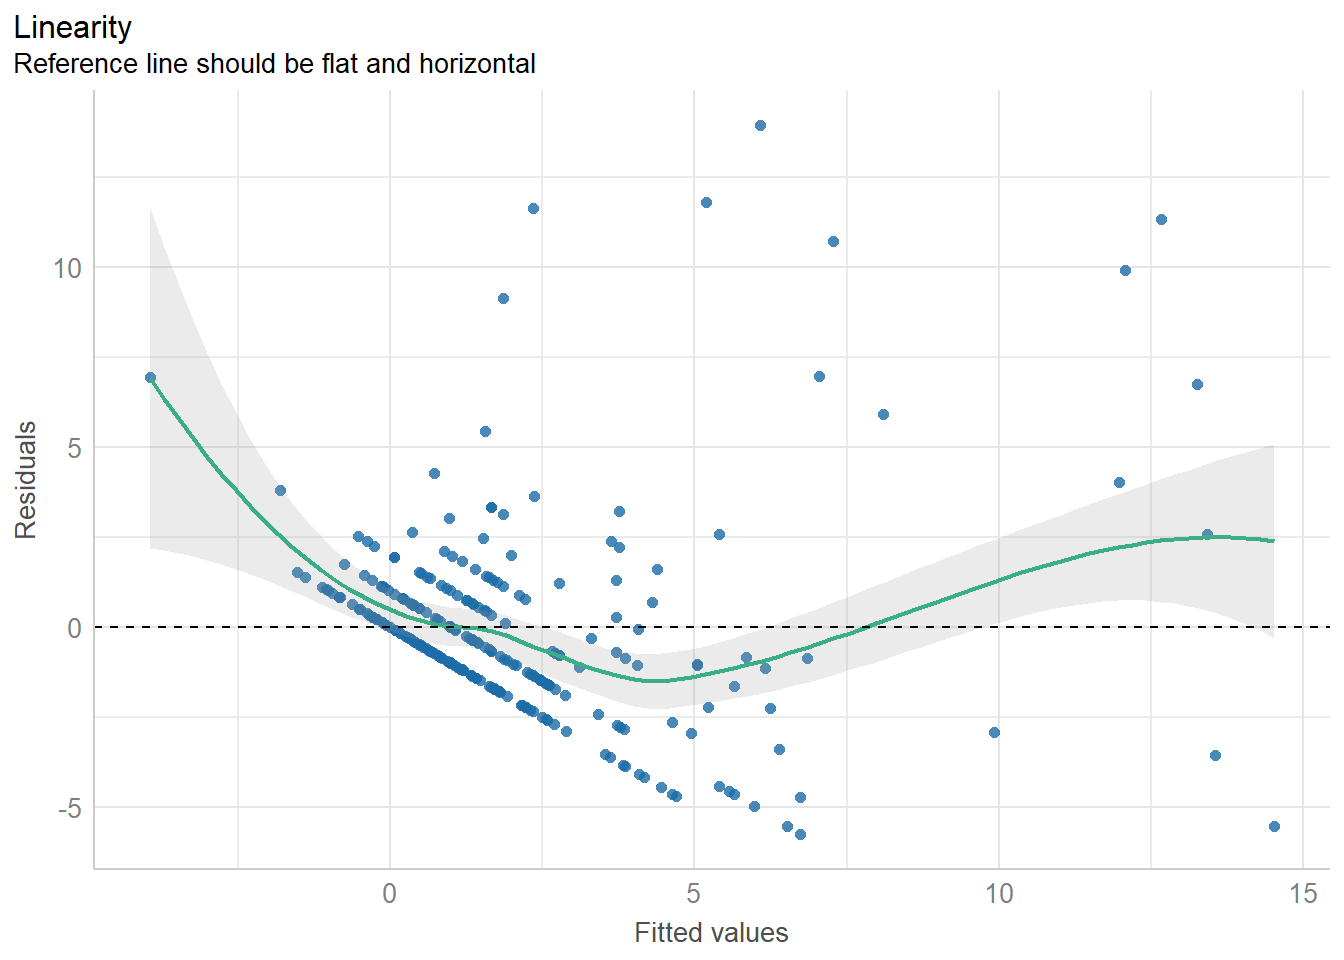 Linearity
Reference line should be flat and horizontal
10
5
0
-5
Residuals
0
5
10
15
Fitted values